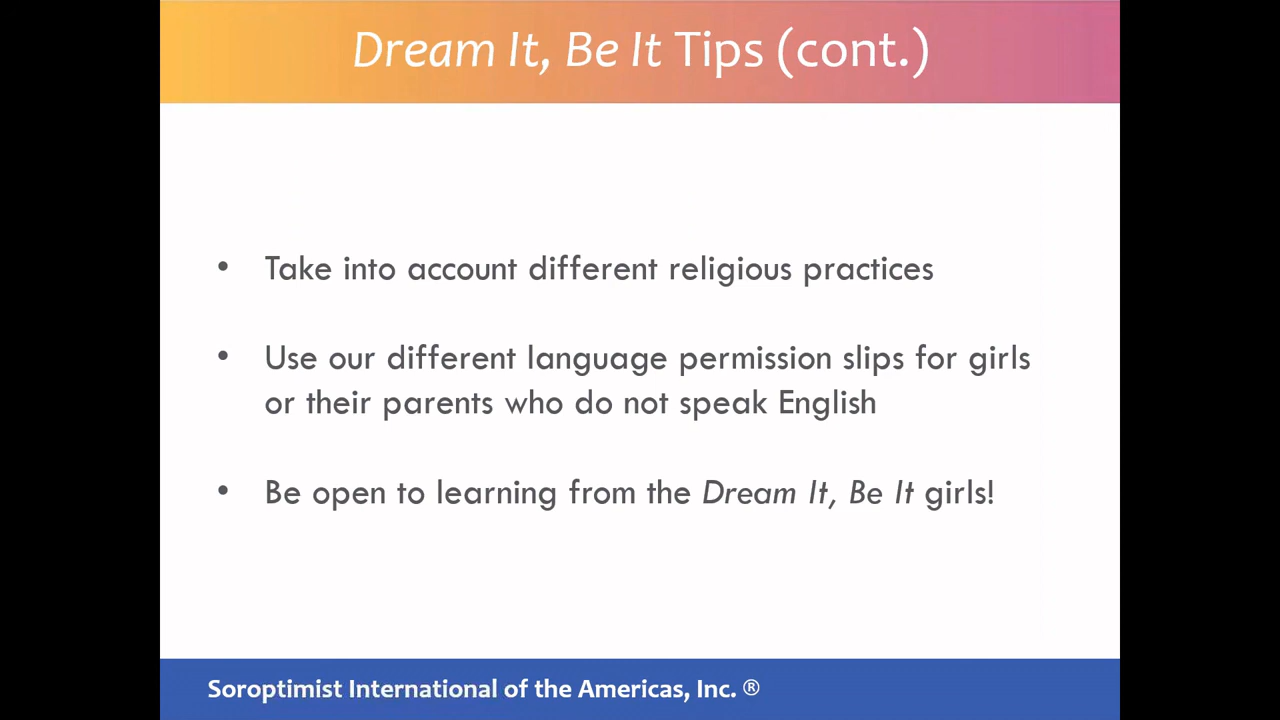 Dream It, Be It Tips (cont.)
• Take into account different religious practices
• Use our different language permission slips for girls
or their parents who do not speak English
• Be open to learning from the Dream It, Be It girls!
Soroptimist International of the Americas, Inc. ®